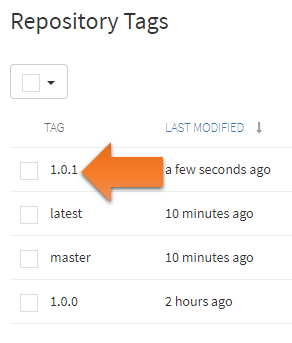 Repository Tags
TAG LAST MODIFIED ↓
1.0.1 a few seconds ago
latest 10 minutes ago
master 10 minutes ago
1.0.0 2 hours ago